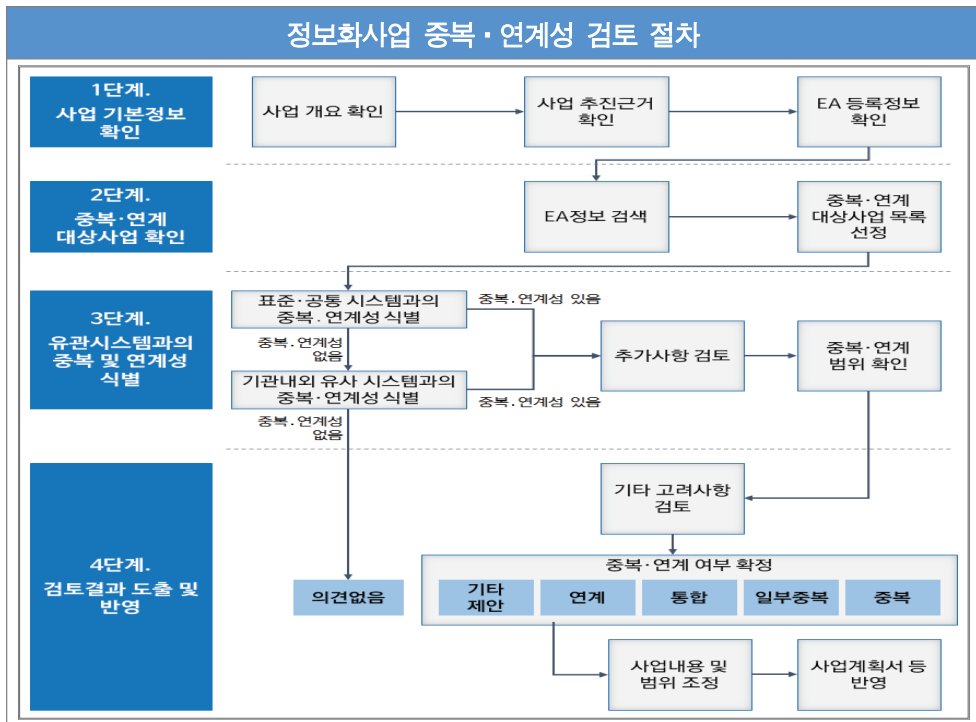 정보화사업 중복·연계성 검토 절차
1단계.
사업 기본정보
확인
사업 개요 확인
사업 추진근거
확인
EA 등록정보
확인
2단계.
중복·연계
대상사업 확인
EA정보 검색
중복·연계
대상사업 목록
선정
3단계.
유관시스템과의
중복 및 연계성
식별
표준·공통 시스템과의
중복.연계성 식별
중복.연계성 있음
중복.연계성
없음
기관내외 유사 시스템과의
중복·연계성 식별
중복.연계성 있음
중복.연계성
없음
추가사항 검토
중복·연계
범위 확인
4단계.
검토결과 도출 및
반영
기타 고려사항
검토
의견없음
중복·연계 여부 확정
기타
제안
연계
통합
일부중복
중복
사업내용 및
범위 조정
사업계획서 등
반영